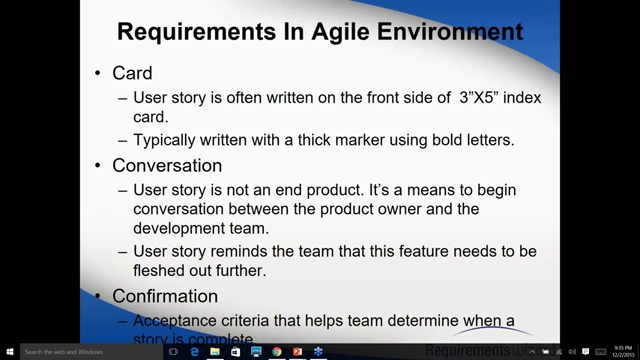 Requirements In Agile Environment
• Card
– User story is often written on the front side of 3”X5” index
card.
– Typically written with a thick marker using bold letters.
• Conversation
– User story is not an end product. It’s a means to begin
conversation between the product owner and the
development team.
– User story reminds the team that this feature needs to be
fleshed out further.
• Confirmation
– Acceptance criteria that helps team determine when a
story is complete
Requirements
Search the web and Windows
9:35 PM
12/2/2015